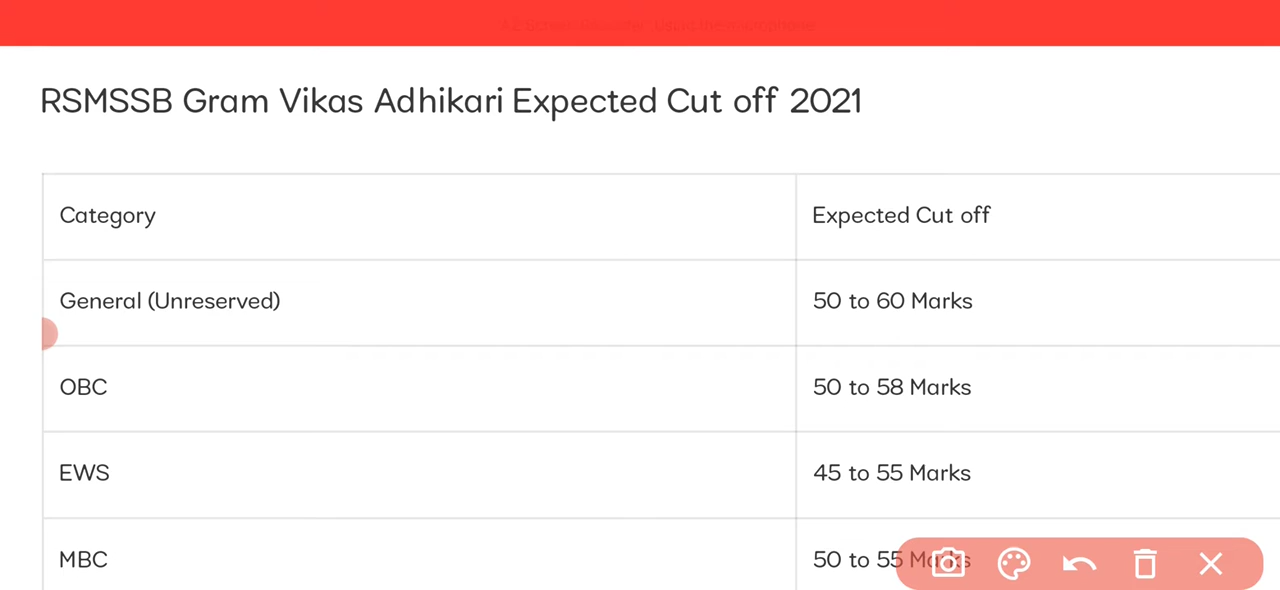 RSMSSB Gram Vikas Adhikari Expected Cut off 2021
Category Expected Cut off
General (Unreserved) 50 to 60 Marks
OBC 50 to 58 Marks
EWS 45 to 55 Marks
MBC 50 to 55 Marks